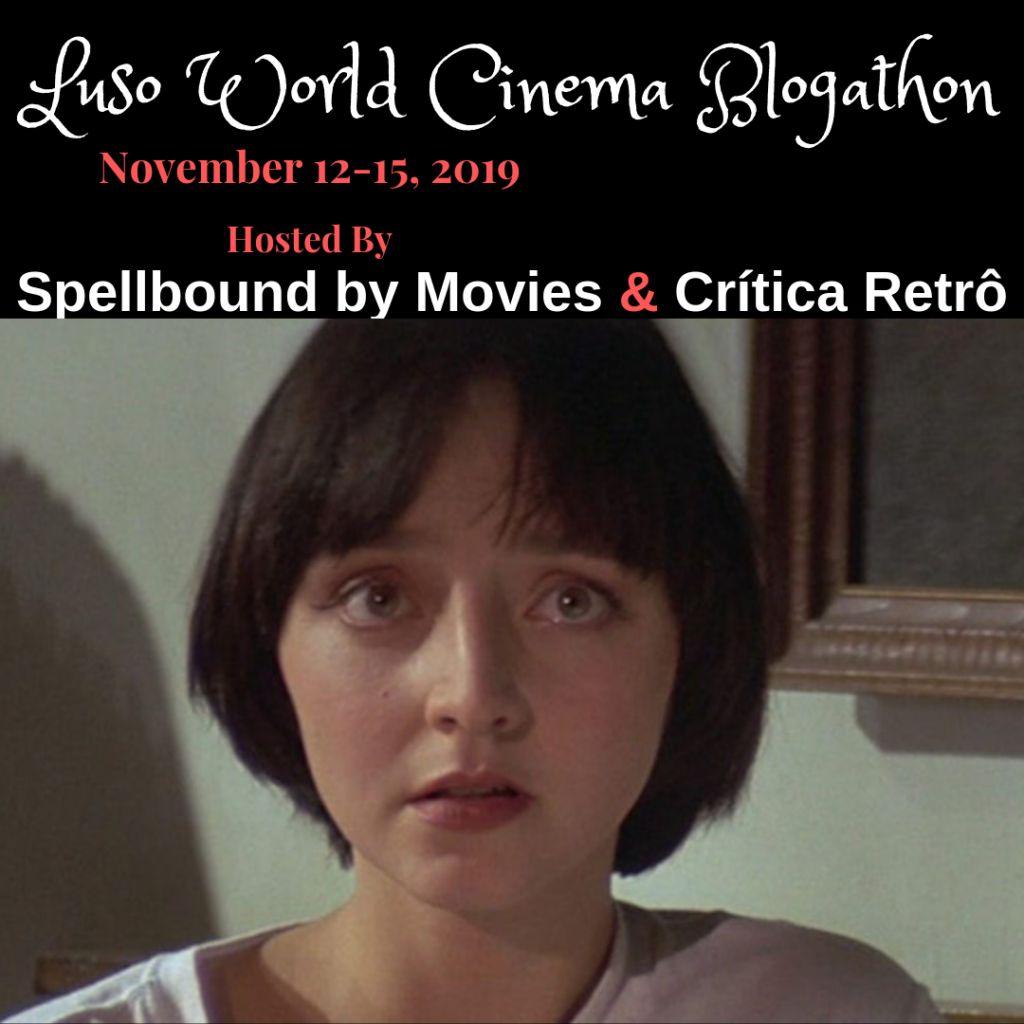 Luso World Cinema Blogathon
November 12-15, 2019
Hosted By
Spellbound by Movies & Crítica Retrô